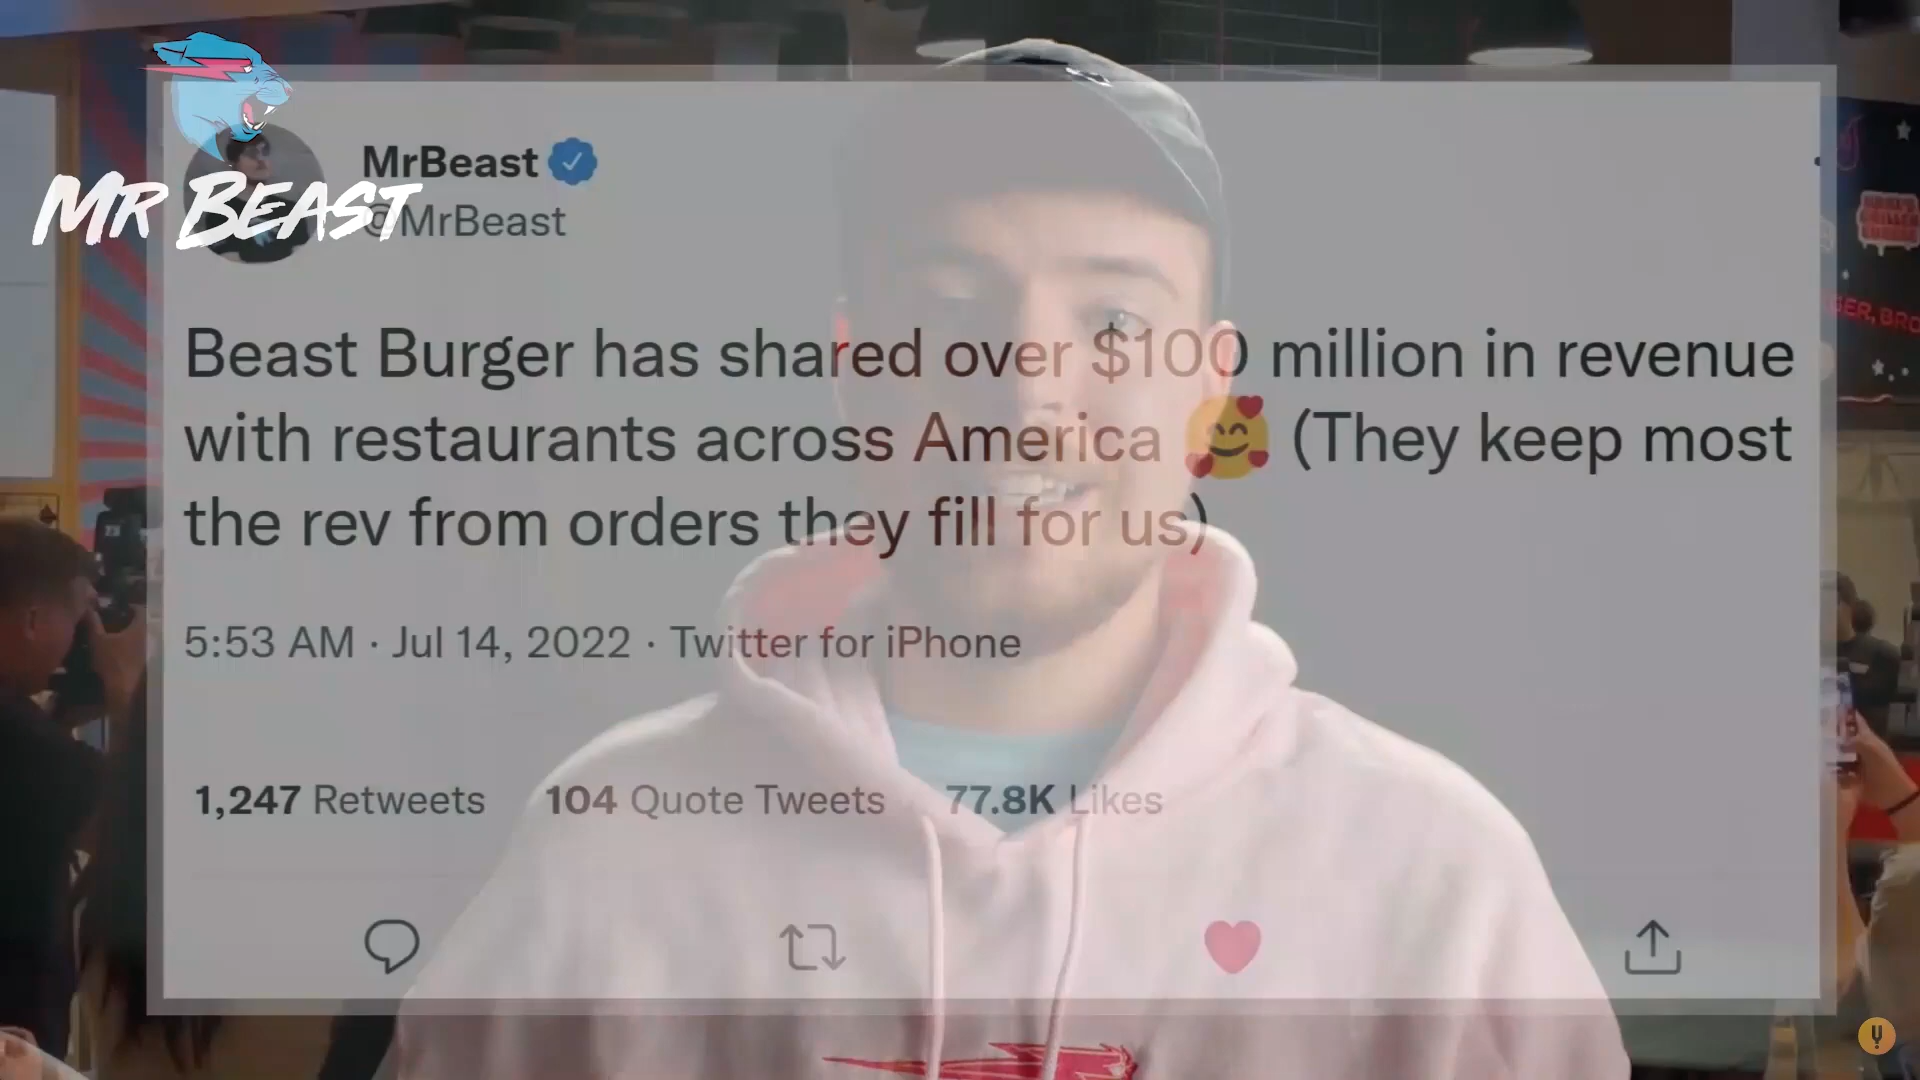 MrBeast
MR BEAST
@MrBeast
Beast Burger has shared over $100 million in revenue
with restaurants across America 🥰 (They keep most
the rev from orders they fill for us)
5:53 AM · Jul 14, 2022 · Twitter for iPhone
1,247 Retweets 104 Quote Tweets 77.8K Likes